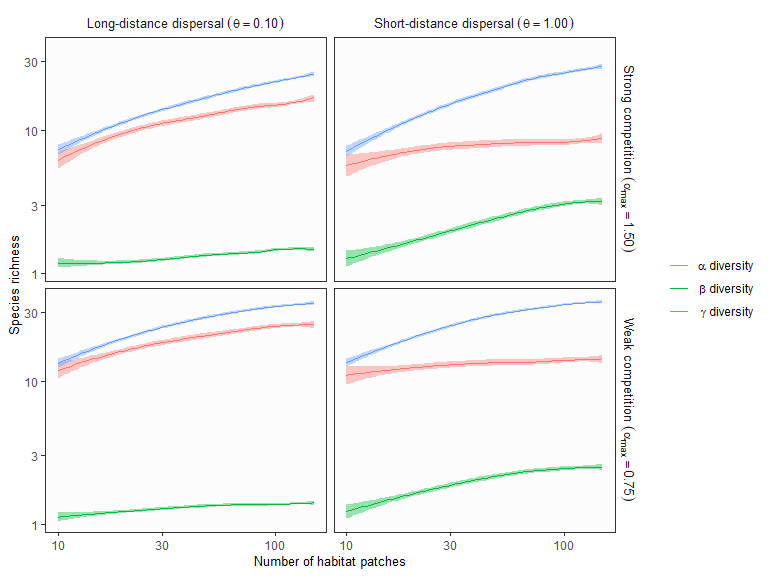 Long-distance dispersal (θ = 0.10)
Short-distance dispersal (θ = 1.00)
Species richness
30
10
3
1
Strong competition (αmax = 1.50)
30
10
3
1
Weak competition (αmax = 0.75)
10
30
100
10
30
100
Number of habitat patches
α diversity
β diversity
γ diversity